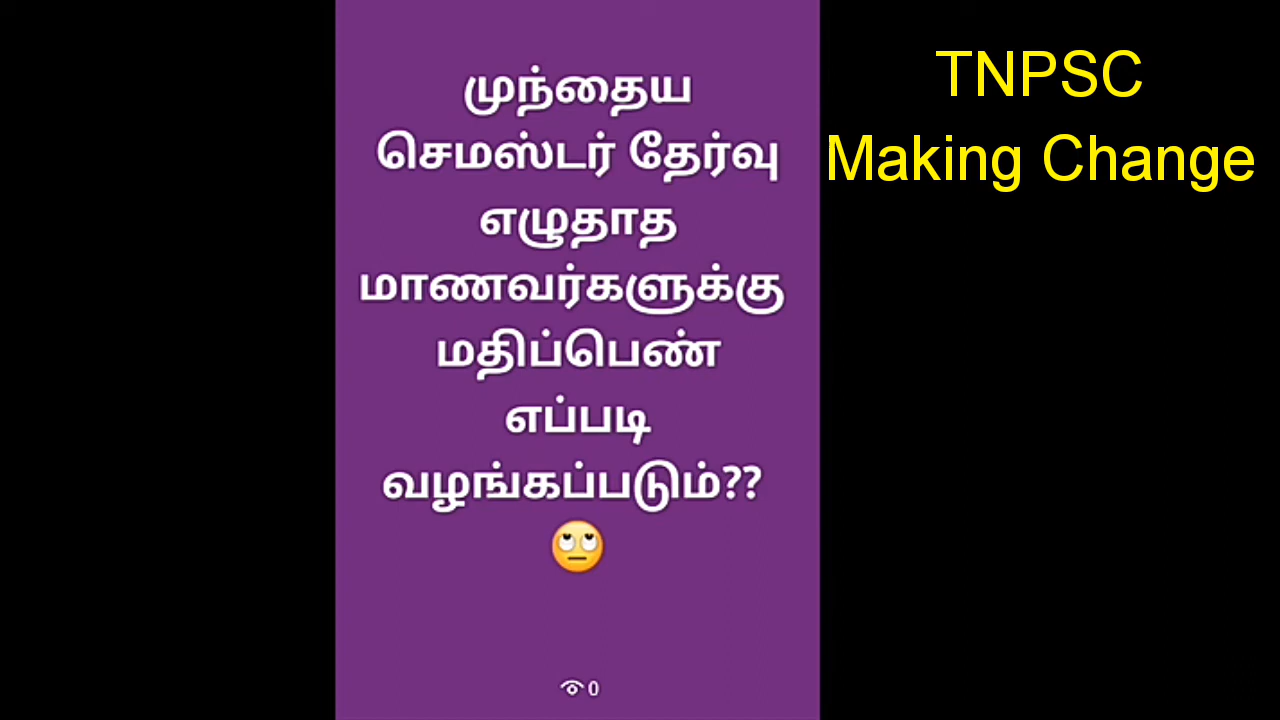 முந்தைய
செமஸ்டர் தேர்வு
எழுதாத
மாணவர்களுக்கு
மதிப்பெண்
எப்படி
வழங்கப்படும்??
🙄
0
TNPSC
Making Change